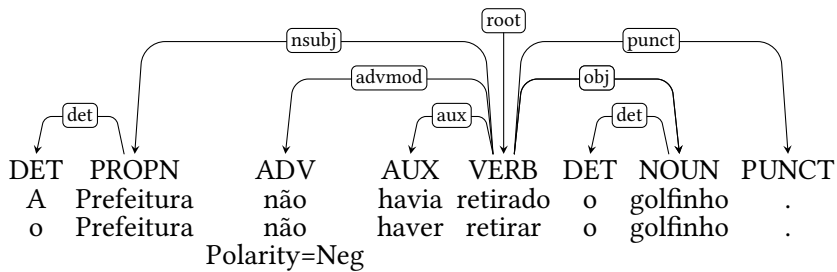 root
nsubj punct
advmod obj
det aux det
DET PROPN ADV AUX VERB DET NOUN PUNCT
A Prefeitura não havia retirado o golfinho .
o Prefeitura não haver retirar o golfinho .
Polarity=Neg